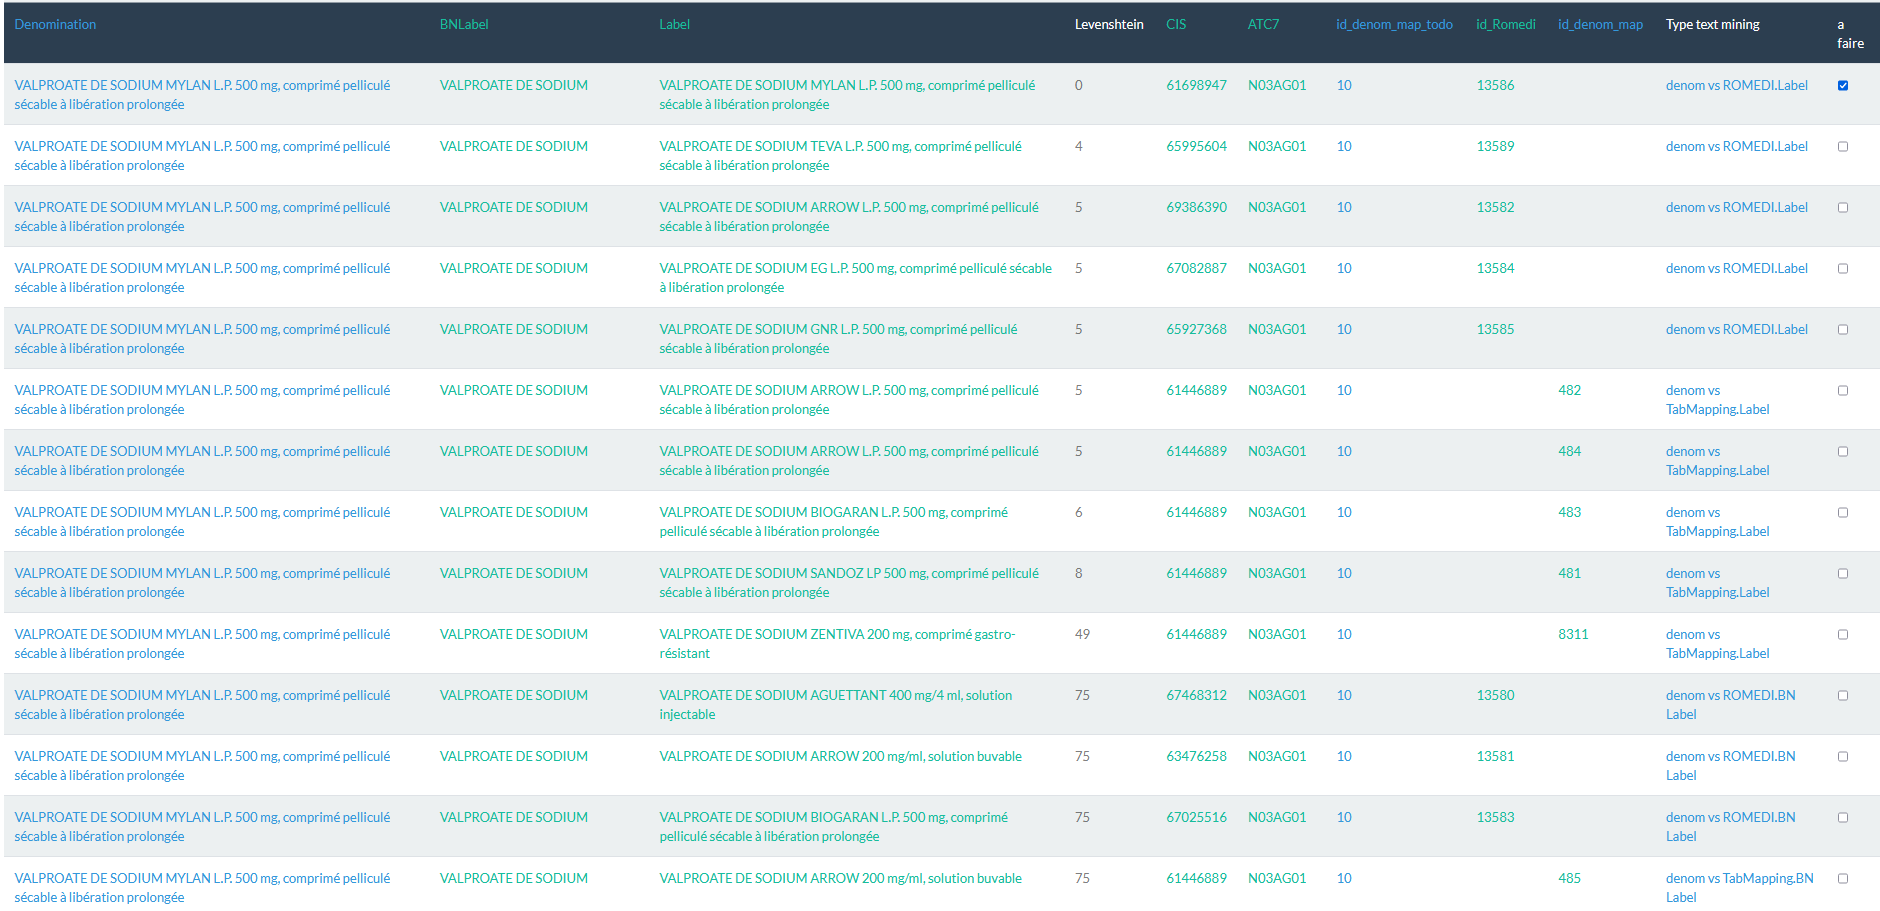 Denomination BNLabel Label Levenshtein CIS ATC7 id_denom_map_todo id_Romedi id_denom_map Type text mining a
faire
VALPROATE DE SODIUM MYLAN L.P. 500 mg, comprimé pelliculé VALPROATE DE SODIUM VALPROATE DE SODIUM MYLAN L.P. 500 mg, comprimé pelliculé 0 61698947 N03AG01 10 13586 denom vs ROMEDI.Label
sécable à libération prolongée sécable à libération prolongée
VALPROATE DE SODIUM MYLAN L.P. 500 mg, comprimé pelliculé VALPROATE DE SODIUM VALPROATE DE SODIUM TEVA L.P. 500 mg, comprimé pelliculé 4 65995604 N03AG01 10 13589 denom vs ROMEDI.Label
sécable à libération prolongée sécable à libération prolongée
VALPROATE DE SODIUM MYLAN L.P. 500 mg, comprimé pelliculé VALPROATE DE SODIUM VALPROATE DE SODIUM ARROW L.P. 500 mg, comprimé pelliculé 5 69386390 N03AG01 10 13582 denom vs ROMEDI.Label
sécable à libération prolongée sécable à libération prolongée
VALPROATE DE SODIUM MYLAN L.P. 500 mg, comprimé pelliculé VALPROATE DE SODIUM VALPROATE DE SODIUM EG L.P. 500 mg, comprimé pelliculé sécable 5 67082887 N03AG01 10 13584 denom vs ROMEDI.Label
sécable à libération prolongée à libération prolongée
VALPROATE DE SODIUM MYLAN L.P. 500 mg, comprimé pelliculé VALPROATE DE SODIUM VALPROATE DE SODIUM GNR L.P. 500 mg, comprimé pelliculé 5 65927368 N03AG01 10 13585 denom vs ROMEDI.Label
sécable à libération prolongée sécable à libération prolongée
VALPROATE DE SODIUM MYLAN L.P. 500 mg, comprimé pelliculé VALPROATE DE SODIUM VALPROATE DE SODIUM ARROW L.P. 500 mg, comprimé pelliculé 5 61446889 N03AG01 10 482 denom vs
sécable à libération prolongée sécable à libération prolongée TabMapping.Label
VALPROATE DE SODIUM MYLAN L.P. 500 mg, comprimé pelliculé VALPROATE DE SODIUM VALPROATE DE SODIUM ARROW L.P. 500 mg, comprimé pelliculé 5 61446889 N03AG01 10 484 denom vs
sécable à libération prolongée sécable à libération prolongée TabMapping.Label
VALPROATE DE SODIUM MYLAN L.P. 500 mg, comprimé pelliculé VALPROATE DE SODIUM VALPROATE DE SODIUM BIOGARAN L.P. 500 mg, comprimé 6 61446889 N03AG01 10 483 denom vs
sécable à libération prolongée pelliculé sécable à libération prolongée TabMapping.Label
VALPROATE DE SODIUM MYLAN L.P. 500 mg, comprimé pelliculé VALPROATE DE SODIUM VALPROATE DE SODIUM SANDOZ LP 500 mg, comprimé pelliculé 8 61446889 N03AG01 10 481 denom vs
sécable à libération prolongée sécable à libération prolongée TabMapping.Label
VALPROATE DE SODIUM MYLAN L.P. 500 mg, comprimé pelliculé VALPROATE DE SODIUM VALPROATE DE SODIUM ZENTIVA 200 mg, comprimé gastro- 49 61446889 N03AG01 10 8311 denom vs
sécable à libération prolongée résistant TabMapping.Label
VALPROATE DE SODIUM MYLAN L.P. 500 mg, comprimé pelliculé VALPROATE DE SODIUM VALPROATE DE SODIUM AGUETTANT 400 mg/4 ml, solution 75 67468312 N03AG01 10 13580 denom vs ROMEDI.BN
sécable à libération prolongée injectable Label
VALPROATE DE SODIUM MYLAN L.P. 500 mg, comprimé pelliculé VALPROATE DE SODIUM VALPROATE DE SODIUM ARROW 200 mg/ml, solution buvable 75 63476258 N03AG01 10 13581 denom vs ROMEDI.BN
sécable à libération prolongée Label
VALPROATE DE SODIUM MYLAN L.P. 500 mg, comprimé pelliculé VALPROATE DE SODIUM VALPROATE DE SODIUM BIOGARAN L.P. 500 mg, comprimé 75 67025516 N03AG01 10 13583 denom vs ROMEDI.BN
sécable à libération prolongée pelliculé sécable à libération prolongée Label
VALPROATE DE SODIUM MYLAN L.P. 500 mg, comprimé pelliculé VALPROATE DE SODIUM VALPROATE DE SODIUM ARROW 200 mg/ml, solution buvable 75 61446889 N03AG01 10 485 denom vs TabMapping.BN
sécable à libération prolongée Label